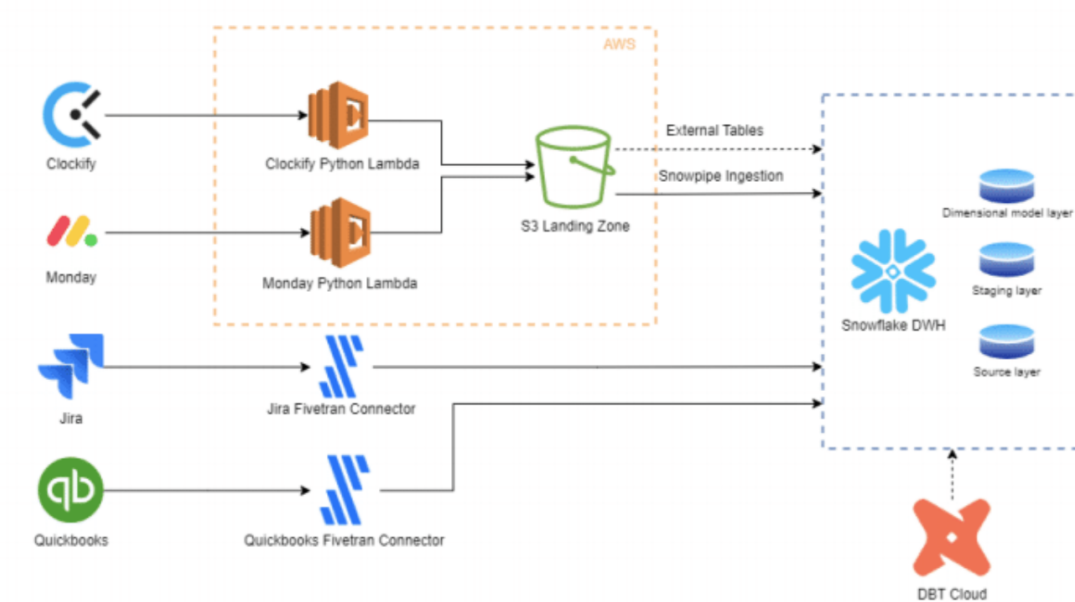 AWS
Clockify
Clockify Python Lambda
External Tables
Snowpipe Ingestion
S3 Landing Zone
Monday
Monday Python Lambda
Dimensional model layer
Staging layer
Snowflake DWH
Source layer
Jira
Jira Fivetran Connector
qb
Quickbooks
Quickbooks Fivetran Connector
DBT Cloud